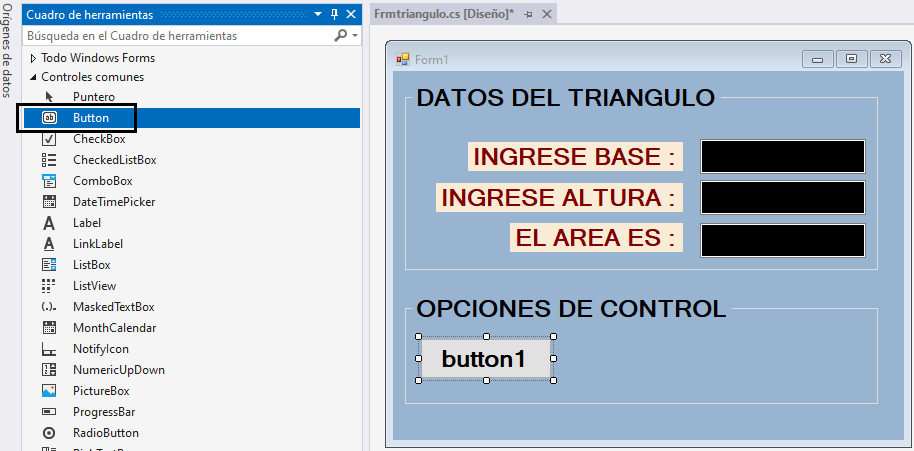 Orígenes de datos
Cuadro de herramientas
Búsqueda en el Cuadro de herramientas
Todo Windows Forms
Controles comunes
Puntero
ab Button
CheckBox
CheckedListBox
ComboBox
DateTimePicker
A Label
A LinkLabel
ListBox
ListView
(.)- MaskedTextBox
MonthCalendar
NotifyIcon
NumericUpDown
PictureBox
ProgressBar
RadioButton
Frmtriangulo.cs [Diseño]*
Form1
DATOS DEL TRIANGULO
INGRESE BASE :
INGRESE ALTURA :
EL AREA ES :
OPCIONES DE CONTROL
button1